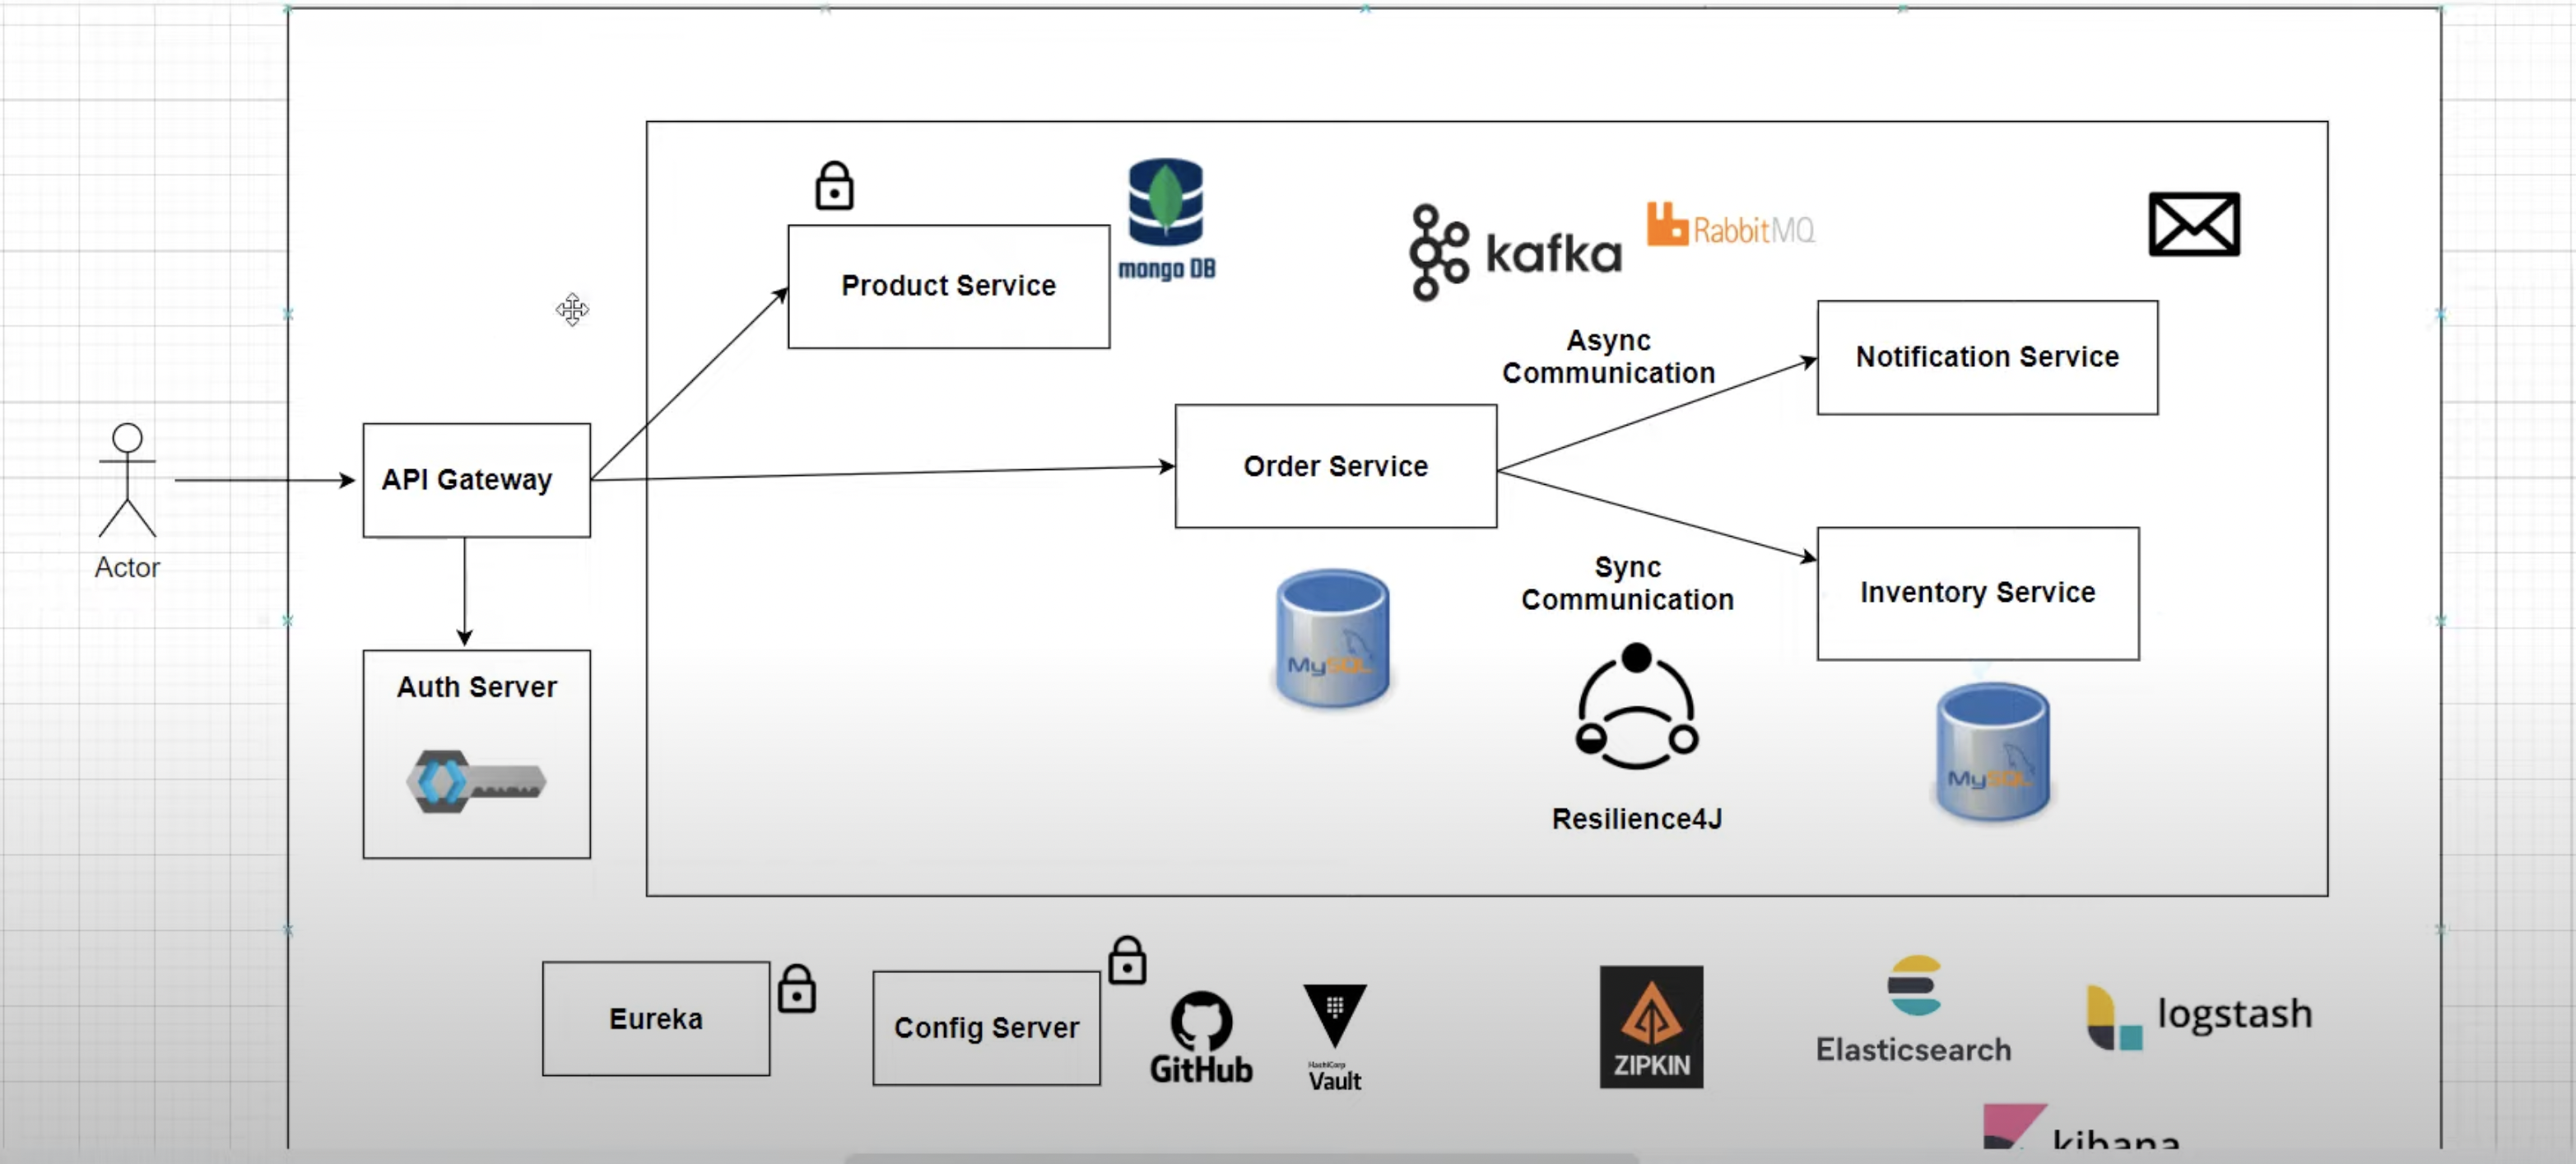 mongo DB
kafka
RabbitMQ
Product Service
Async
Communication
Notification Service
API Gateway
Order Service
Actor
Sync
Communication
Inventory Service
MySQL
Auth Server
MySQL
Resilience4J
Eureka
Config Server
GitHub
HashiCorp
Vault
ZIPKIN
Elasticsearch
logstash
kibana